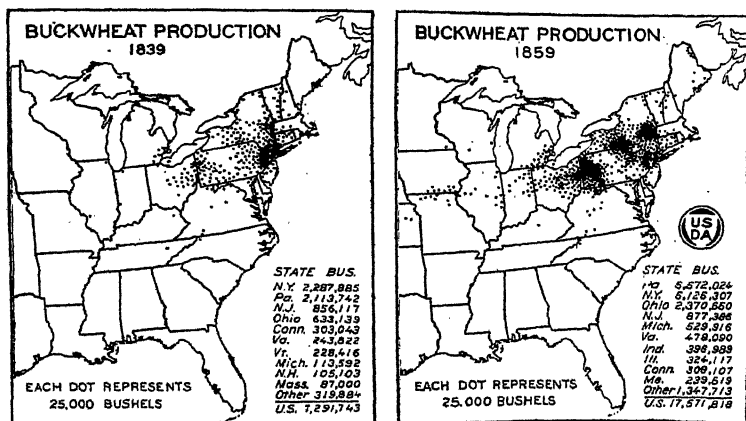 BUCKWHEAT PRODUCTION
1839
STATE BUS.
N.Y. 2,287,885
Pa. 2,113,742
N.J. 856,117
Ohio 633,139
Conn. 303,043
Va. 243,822
Vt. 228,416
Mich. 113,592
N.H. 105,103
Mass. 87,000
Other 319,884
U.S. 7,291,743
EACH DOT REPRESENTS
25,000 BUSHELS
BUCKWHEAT PRODUCTION
1859
US
DA
STATE BUS.
Pa 5,572,024
N.Y. 5,126,307
Ohio 2,370,650
N.J. 877,386
Mich. 529,916
Va. 478,090
Ind. 396,989
Ill. 324,117
Conn. 309,107
Me. 239,519
Other 1,347,713
U.S. 17,571,818
EACH DOT REPRESENTS
25,000 BUSHELS